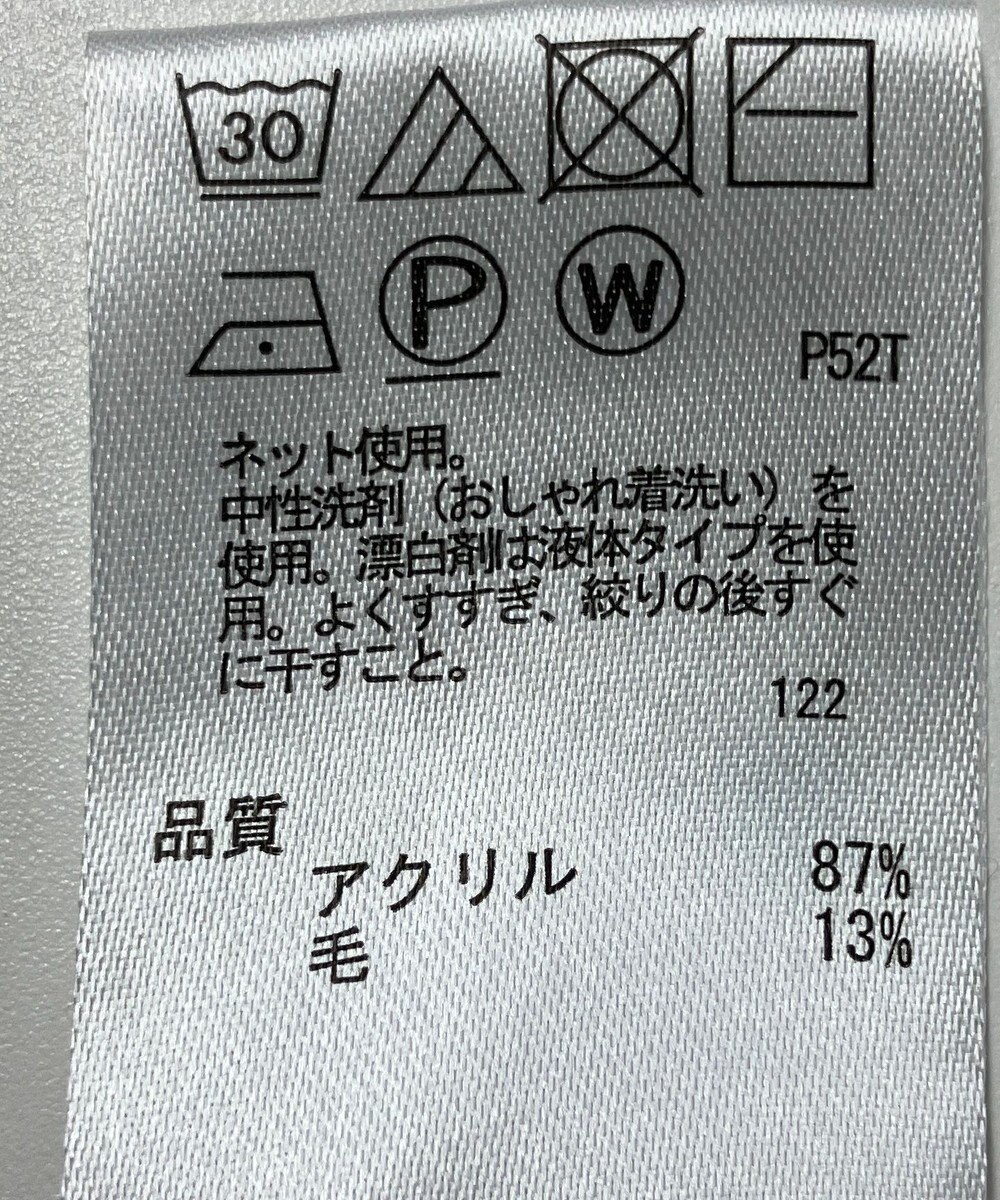 30
P W
P52T
ネット使用。
中性洗剤（おしゃれ着洗い）を
使用。漂白剤は液体タイプを使
用。よくすすぎ、絞りの後すぐ
に干すこと。
122
品質
アクリル 87%
毛 13%